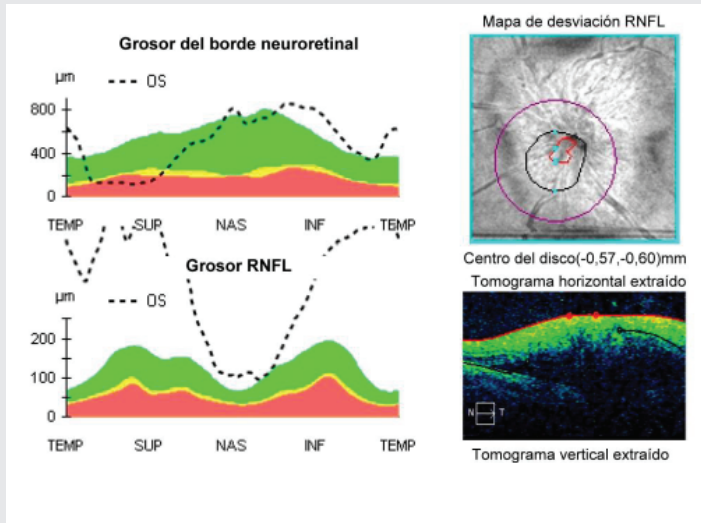 Grosor del borde neuroretinal
µm
OS
800
400
0
TEMP SUP NAS INF TEMP
Grosor RNFL
µm
OS
200
100
0
TEMP SUP NAS INF TEMP
Mapa de desviación RNFL
Centro del disco(-0,57,-0,60)mm
Tomograma horizontal extraído
N T
Tomograma vertical extraído